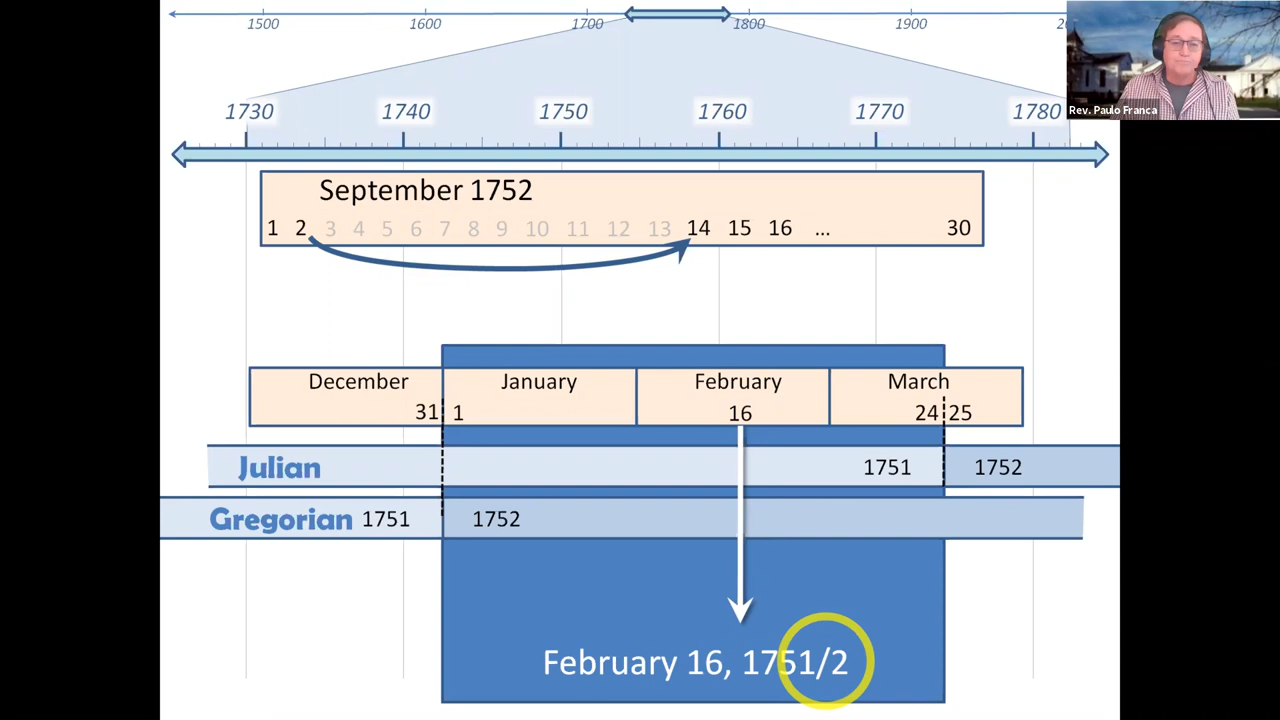 1500 1600 1700 1800 1900
1730 1740 1750 1760 1770 1780
Rev. Paulo Franca
September 1752
1 2 3 4 5 6 7 8 9 10 11 12 13 14 15 16 ... 30
December January February March
31 1 16 24 25
Julian 1751 1752
Gregorian 1751 1752
February 16, 1751/2